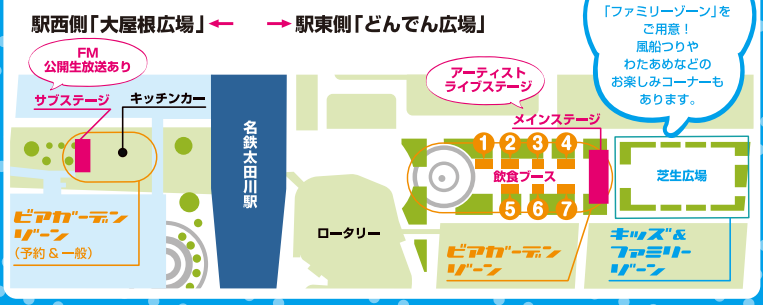 駅西側「大屋根広場」← → 駅東側「どんでん広場」
「ファミリーゾーン」を
ご用意！
風船つりや
わたあめなどの
お楽しみコーナーも
あります。
FM
公開生放送あり
サブステージ
キッチンカー
アーティスト
ライブステージ
メインステージ
名鉄太田川駅
1 2 3 4
飲食ブース
5 6 7
芝生広場
ロータリー
ビアガーデン
ゾーン
（予約 & 一般）
ビアガーデン
ゾーン
キッズ&
ファミリー
ゾーン